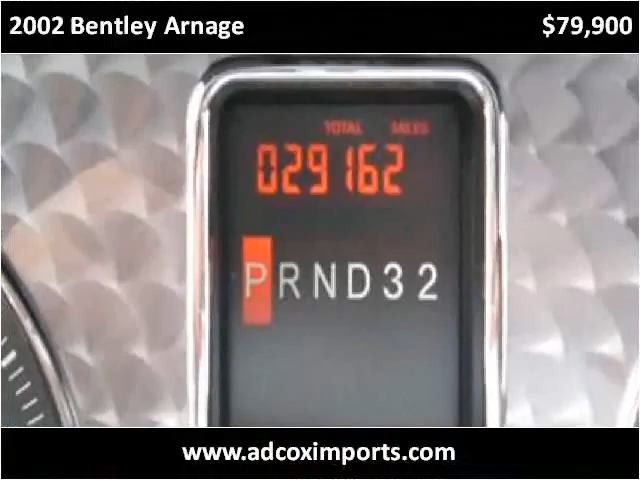 2002 Bentley Arnage $79,900
TOTAL MILES
029162
PRND32
www.adcoximports.com